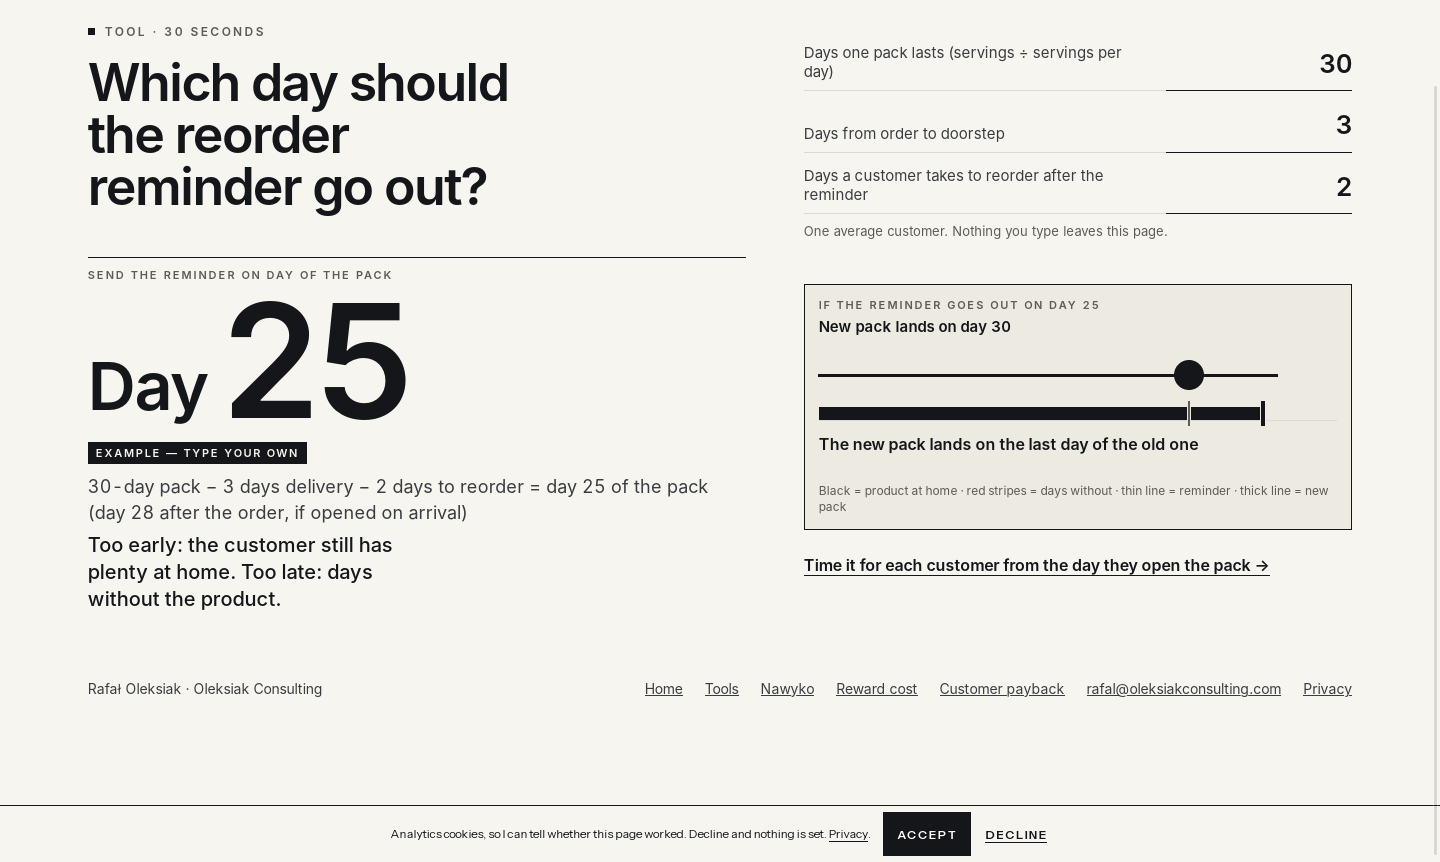 TOOL · 30 SECONDS
Which day should
the reorder
reminder go out?
SEND THE REMINDER ON DAY OF THE PACK
Day 25
EXAMPLE — TYPE YOUR OWN
30-day pack − 3 days delivery − 2 days to reorder = day 25 of the pack
(day 28 after the order, if opened on arrival)
Too early: the customer still has
plenty at home. Too late: days
without the product.
Days one pack lasts (servings ÷ servings per
day)
30
Days from order to doorstep
3
Days a customer takes to reorder after the
reminder
2
One average customer. Nothing you type leaves this page.
IF THE REMINDER GOES OUT ON DAY 25
New pack lands on day 30
The new pack lands on the last day of the old one
Black = product at home · red stripes = days without · thin line = reminder · thick line = new
pack
Time it for each customer from the day they open the pack →
Rafał Oleksiak · Oleksiak Consulting
Home Tools Nawyko Reward cost Customer payback rafal@oleksiakconsulting.com Privacy
Analytics cookies, so I can tell whether this page worked. Decline and nothing is set. Privacy.
ACCEPT
DECLINE